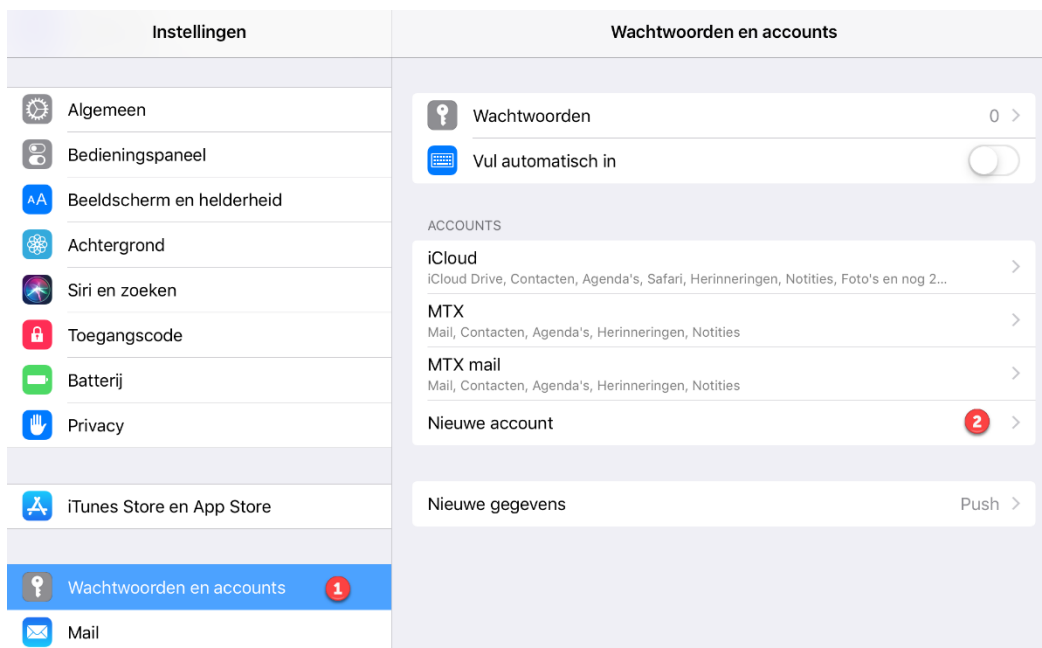 Instellingen
Algemeen
Bedieningspaneel
AA Beeldscherm en helderheid
Achtergrond
Siri en zoeken
Toegangscode
Batterij
Privacy
iTunes Store en App Store
Wachtwoorden en accounts 1
Mail
Wachtwoorden en accounts
Wachtwoorden 0
Vul automatisch in
ACCOUNTS
iCloud
iCloud Drive, Contacten, Agenda's, Safari, Herinneringen, Notities, Foto's en nog 2...
MTX
Mail, Contacten, Agenda's, Herinneringen, Notities
MTX mail
Mail, Contacten, Agenda's, Herinneringen, Notities
Nieuwe account 2
Nieuwe gegevens Push